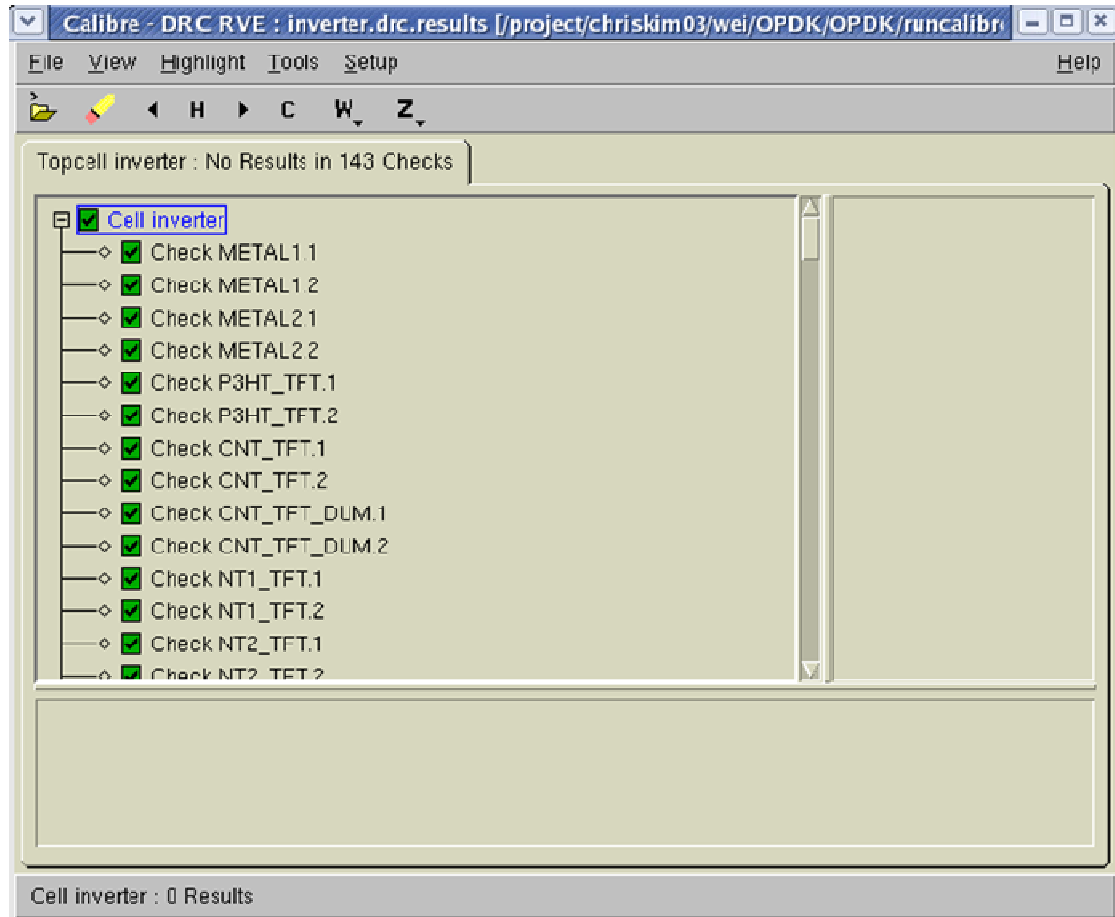 Calibre - DRC RVE : inverter.drc.results [/project/chriskim03/wei/OPDK/OPDK/runcalibr
File View Highlight Tools Setup Help
H C W Z
Topcell inverter : No Results in 143 Checks
Cell inverter
Check METAL1.1
Check METAL1.2
Check METAL2.1
Check METAL2.2
Check P3HT_TFT.1
Check P3HT_TFT.2
Check CNT_TFT.1
Check CNT_TFT.2
Check CNT_TFT_DUM.1
Check CNT_TFT_DUM.2
Check NT1_TFT.1
Check NT1_TFT.2
Check NT2_TFT.1
Check NT2_TFT.2
Cell inverter : 0 Results